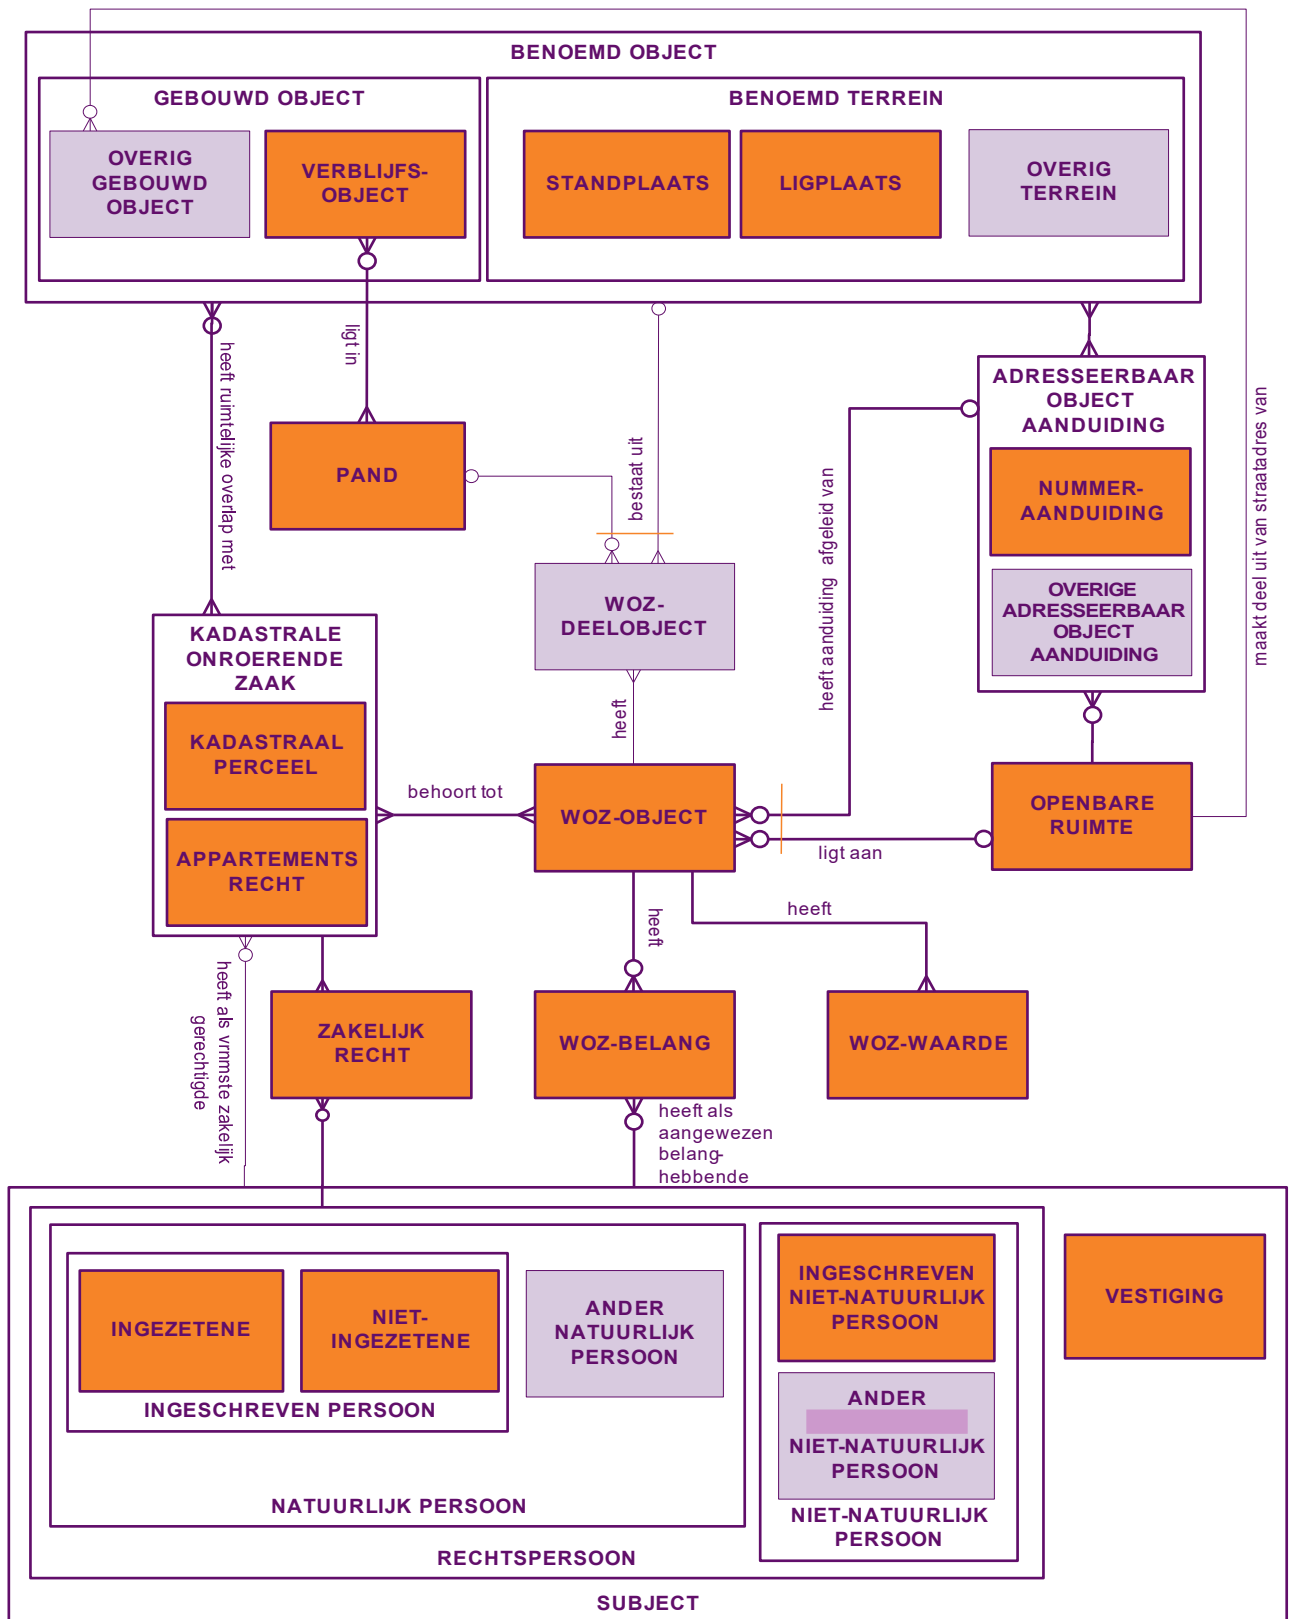 BENOEMD OBJECT
GEBOUWD OBJECT
BENOEMD TERREIN
OVERIG
GEBOUWD
OBJECT
VERBLIJFS-
OBJECT
STANDPLAATS
LIGPLAATS
OVERIG
TERREIN
heeft ruimtelijke overlap met
ligt in
bestaat uit
heeft aanduiding afgeleid van
maakt deel uit van straatadres van
ADRESSEERBAAR
OBJECT
AANDUIDING
NUMMER-
AANDUIDING
OVERIGE
ADRESSEERBAAR
OBJECT
AANDUIDING
PAND
WOZ-
DEELOBJECT
heeft
KADASTRALE
ONROERENDE
ZAAK
KADASTRAAL
PERCEEL
APPARTEMENTS
RECHT
behoort tot
WOZ-OBJECT
OPENBARE
RUIMTE
ligt aan
heeft
heeft
heeft als vrmmste zakelijk
gerechtigde
ZAKELIJK
RECHT
WOZ-BELANG
WOZ-WAARDE
heeft als
aangewezen
belang-
hebbende
INGEZETENE
NIET-
INGEZETENE
INGESCHREVEN PERSOON
ANDER
NATUURLIJK
PERSOON
NATUURLIJK PERSOON
INGESCHREVEN
NIET-NATUURLIJK
PERSOON
ANDER
NIET-NATUURLIJK
PERSOON
NIET-NATUURLIJK
PERSOON
VESTIGING
RECHTSPERSOON
SUBJECT